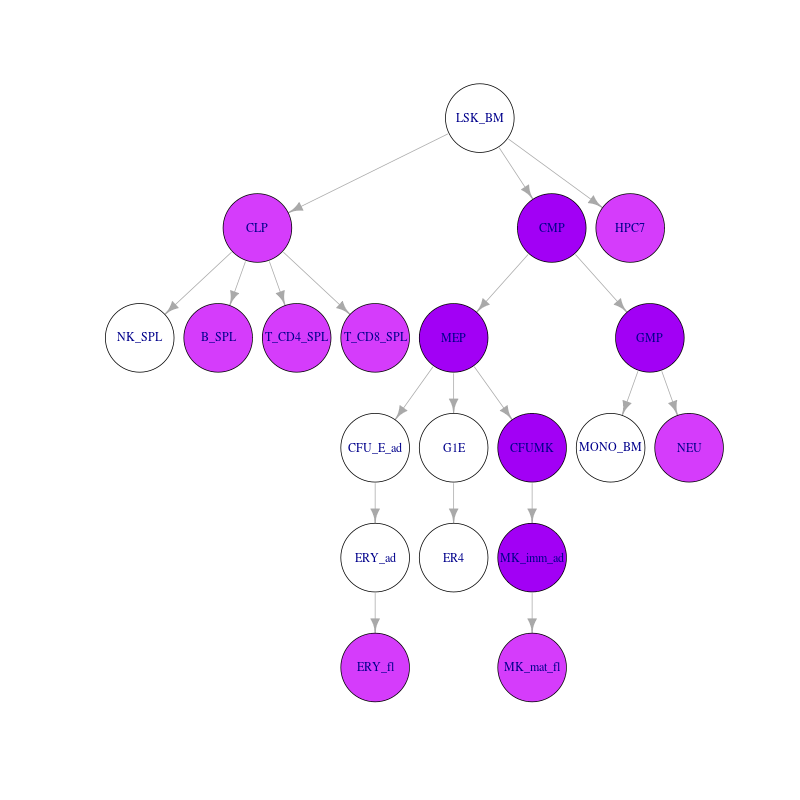 LSK_BM
CLP
CMP
HPC7
NK_SPL
B_SPL
T_CD4_SPL
T_CD8_SPL
MEP
GMP
CFU_E_ad
G1E
CFUMK
MONO_BM
NEU
ERY_ad
ER4
MK_imm_ad
ERY_fl
MK_mat_fl